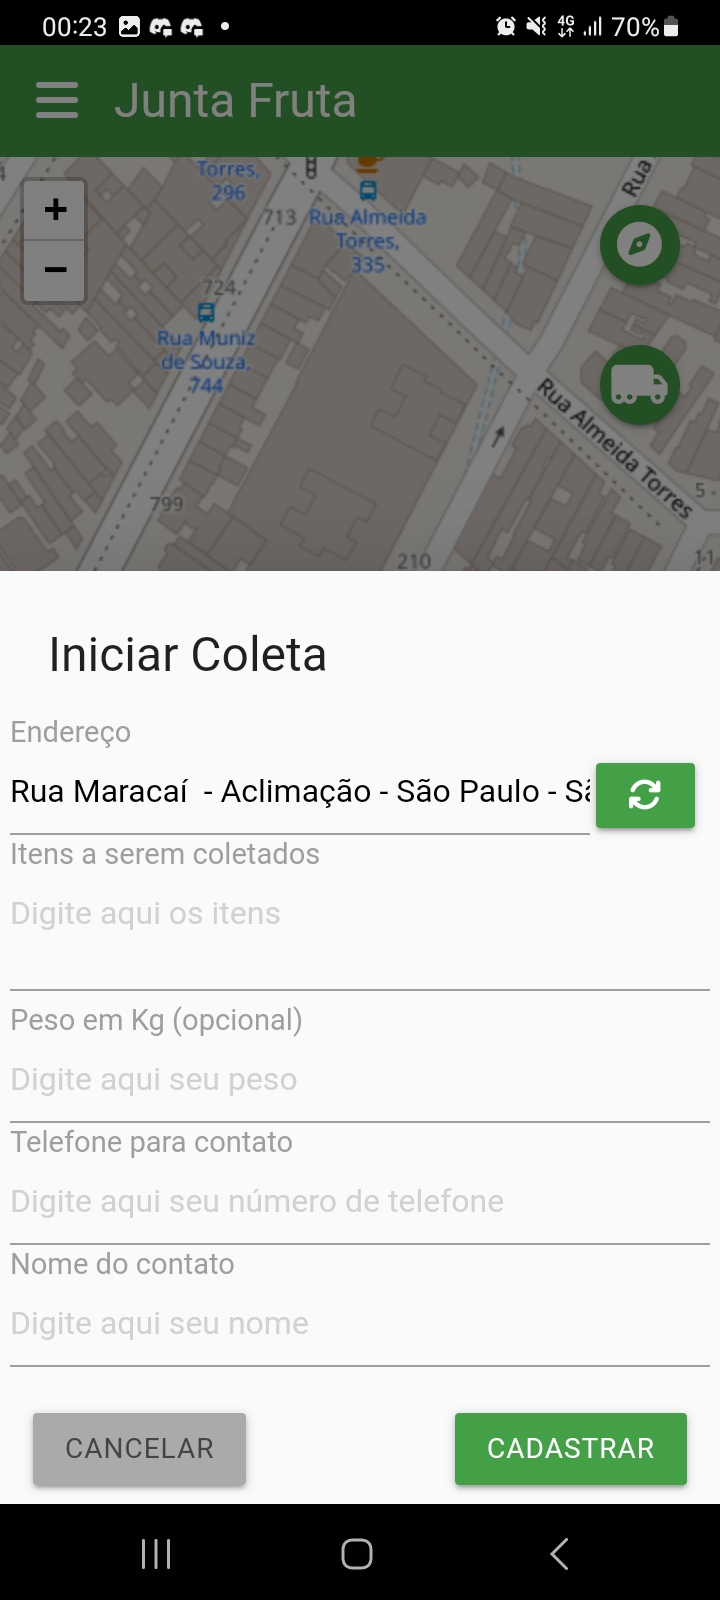 00:23
4G
70%
Junta Fruta
+
−
Torres,
296
713
Rua Almeida
Torres,
335
Rua
724
Rua Muniz
de Souza,
744
Rua Almeida Torres
799
5
210
11
Iniciar Coleta
Endereço
Rua Maracaí  - Aclimação - São Paulo - Sã
Itens a serem coletados
Digite aqui os itens
Peso em Kg (opcional)
Digite aqui seu peso
Telefone para contato
Digite aqui seu número de telefone
Nome do contato
Digite aqui seu nome
CANCELAR
CADASTRAR